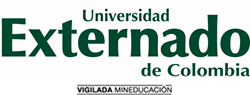 Universidad
Externado
de Colombia
VIGILADA MINEDUCACIÓN